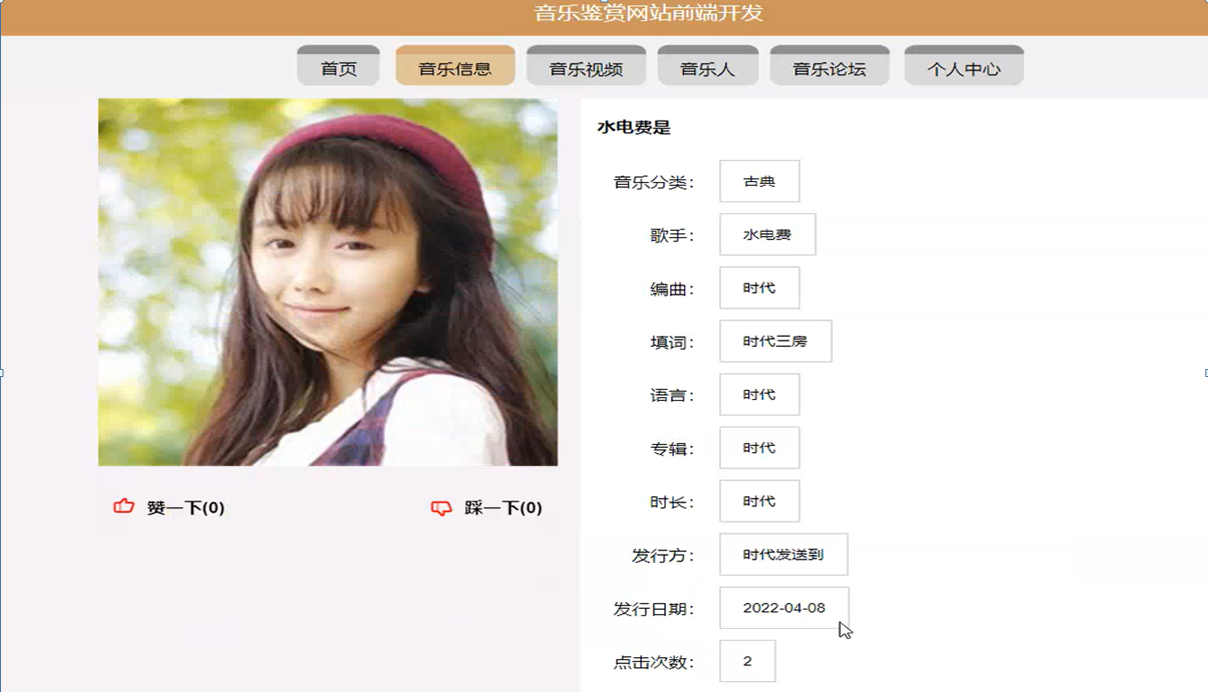 音乐鉴赏网站前端开发
首页 音乐信息 音乐视频 音乐人 音乐论坛 个人中心
水电费是
音乐分类： 古典
歌手： 水电费
编曲： 时代
填词： 时代三房
语言： 时代
专辑： 时代
时长： 时代
发行方： 时代发送到
发行日期： 2022-04-08
点击次数： 2
赞一下(0) 踩一下(0)